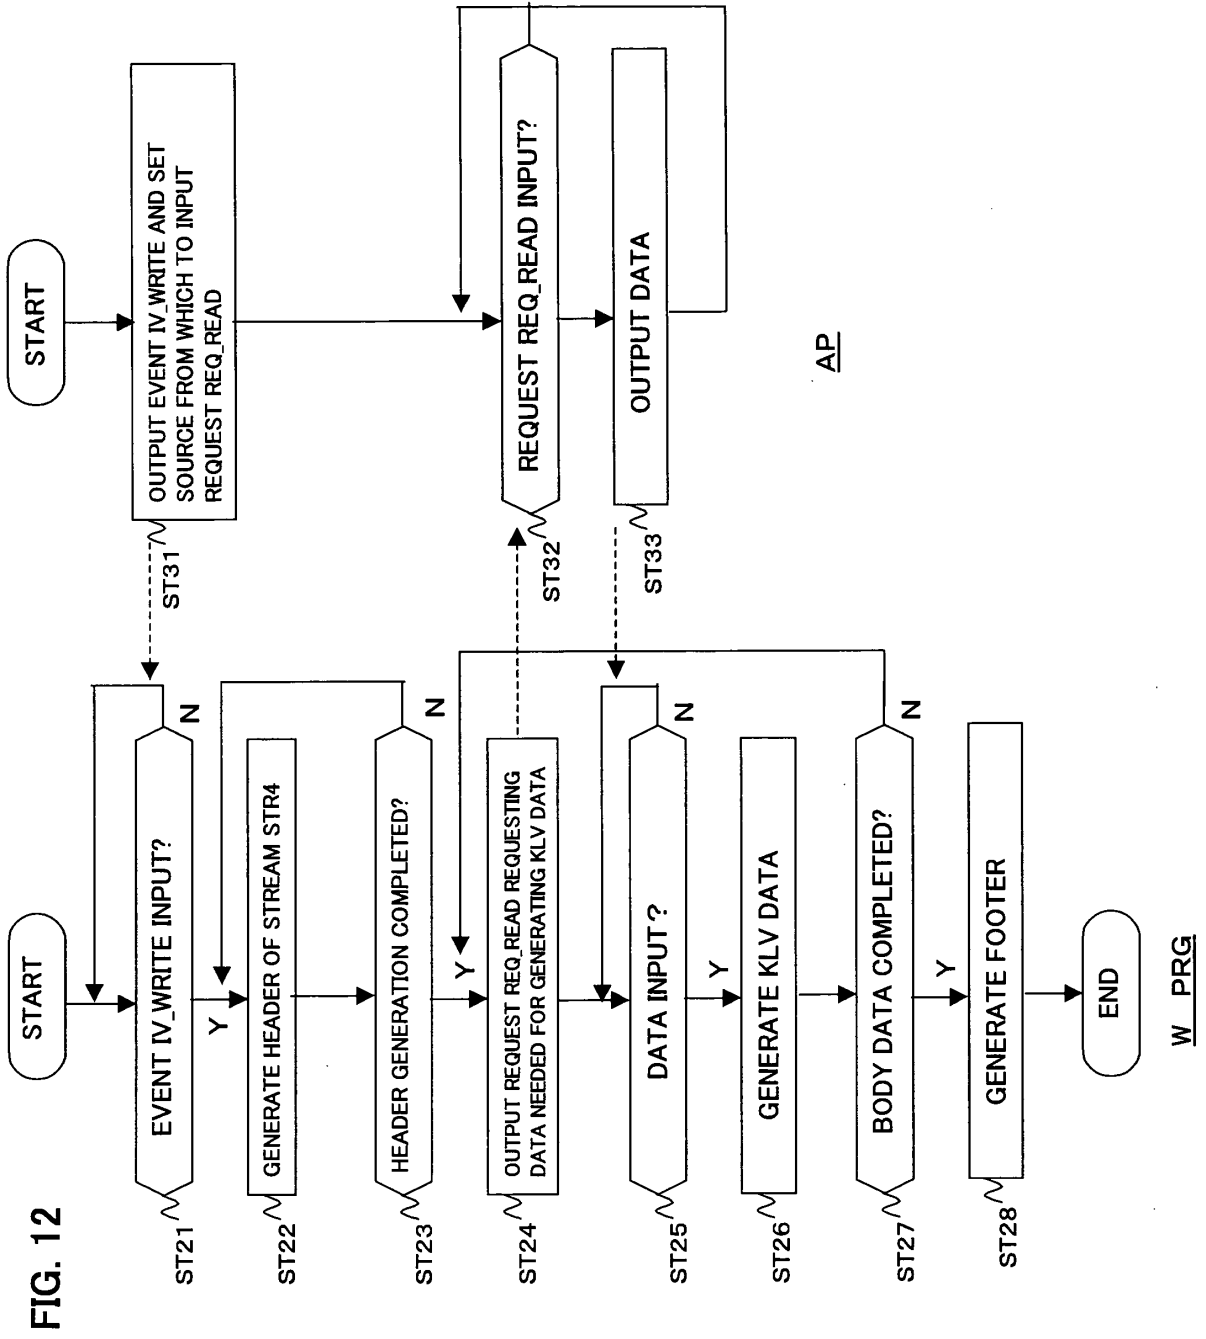 FIG. 12
START
EVENT IV_WRITE INPUT?
N
Y
ST21
GENERATE HEADER OF STREAM STR4
ST22
HEADER GENERATION COMPLETED?
N
Y
ST23
OUTPUT REQUEST REQ_READ REQUESTING
DATA NEEDED FOR GENERATING KLV DATA
ST24
DATA INPUT?
N
Y
ST25
GENERATE KLV DATA
ST26
BODY DATA COMPLETED?
N
Y
ST27
GENERATE FOOTER
ST28
END
W_PRG
START
OUTPUT EVENT IV_WRITE AND SET
SOURCE FROM WHICH TO INPUT
REQUEST REQ_READ
ST31
REQUEST REQ_READ INPUT?
ST32
OUTPUT DATA
ST33
AP